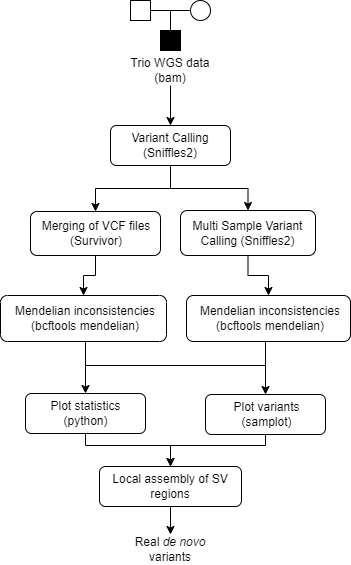 Trio WGS data
(bam)
Variant Calling
(Sniffles2)
Merging of VCF files
(Survivor)
Multi Sample Variant
Calling (Sniffles2)
Mendelian inconsistencies
(bcftools mendelian)
Mendelian inconsistencies
(bcftools mendelian)
Plot statistics
(python)
Plot variants
(samplot)
Local assembly of SV
regions
Real de novo
variants